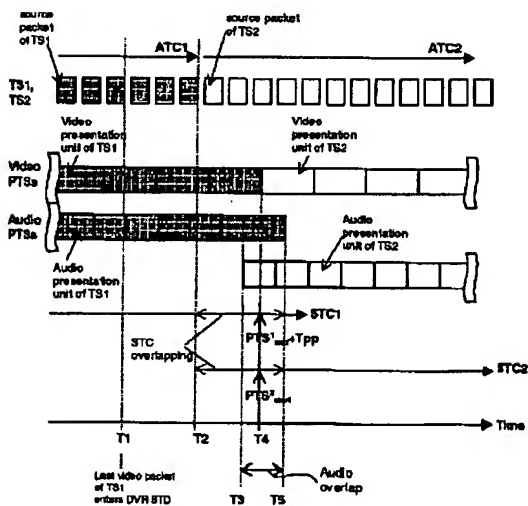 source packet
of TS1
ATC1
source packet
of TS2
ATC2
TS1,
TS2
Video
presentation
unit of TS1
Video
presentation
unit of TS2
Video
PTSs
Audio
PTSs
Audio
presentation
unit of TS1
Audio
presentation
unit of TS2
STC1
STC
overlapping
PTS¹ +Tpp
STC2
PTS²
Time
T1
T2
T4
Last video packet
of TS1
enters DVR STD
T3
T5
Audio
overlap